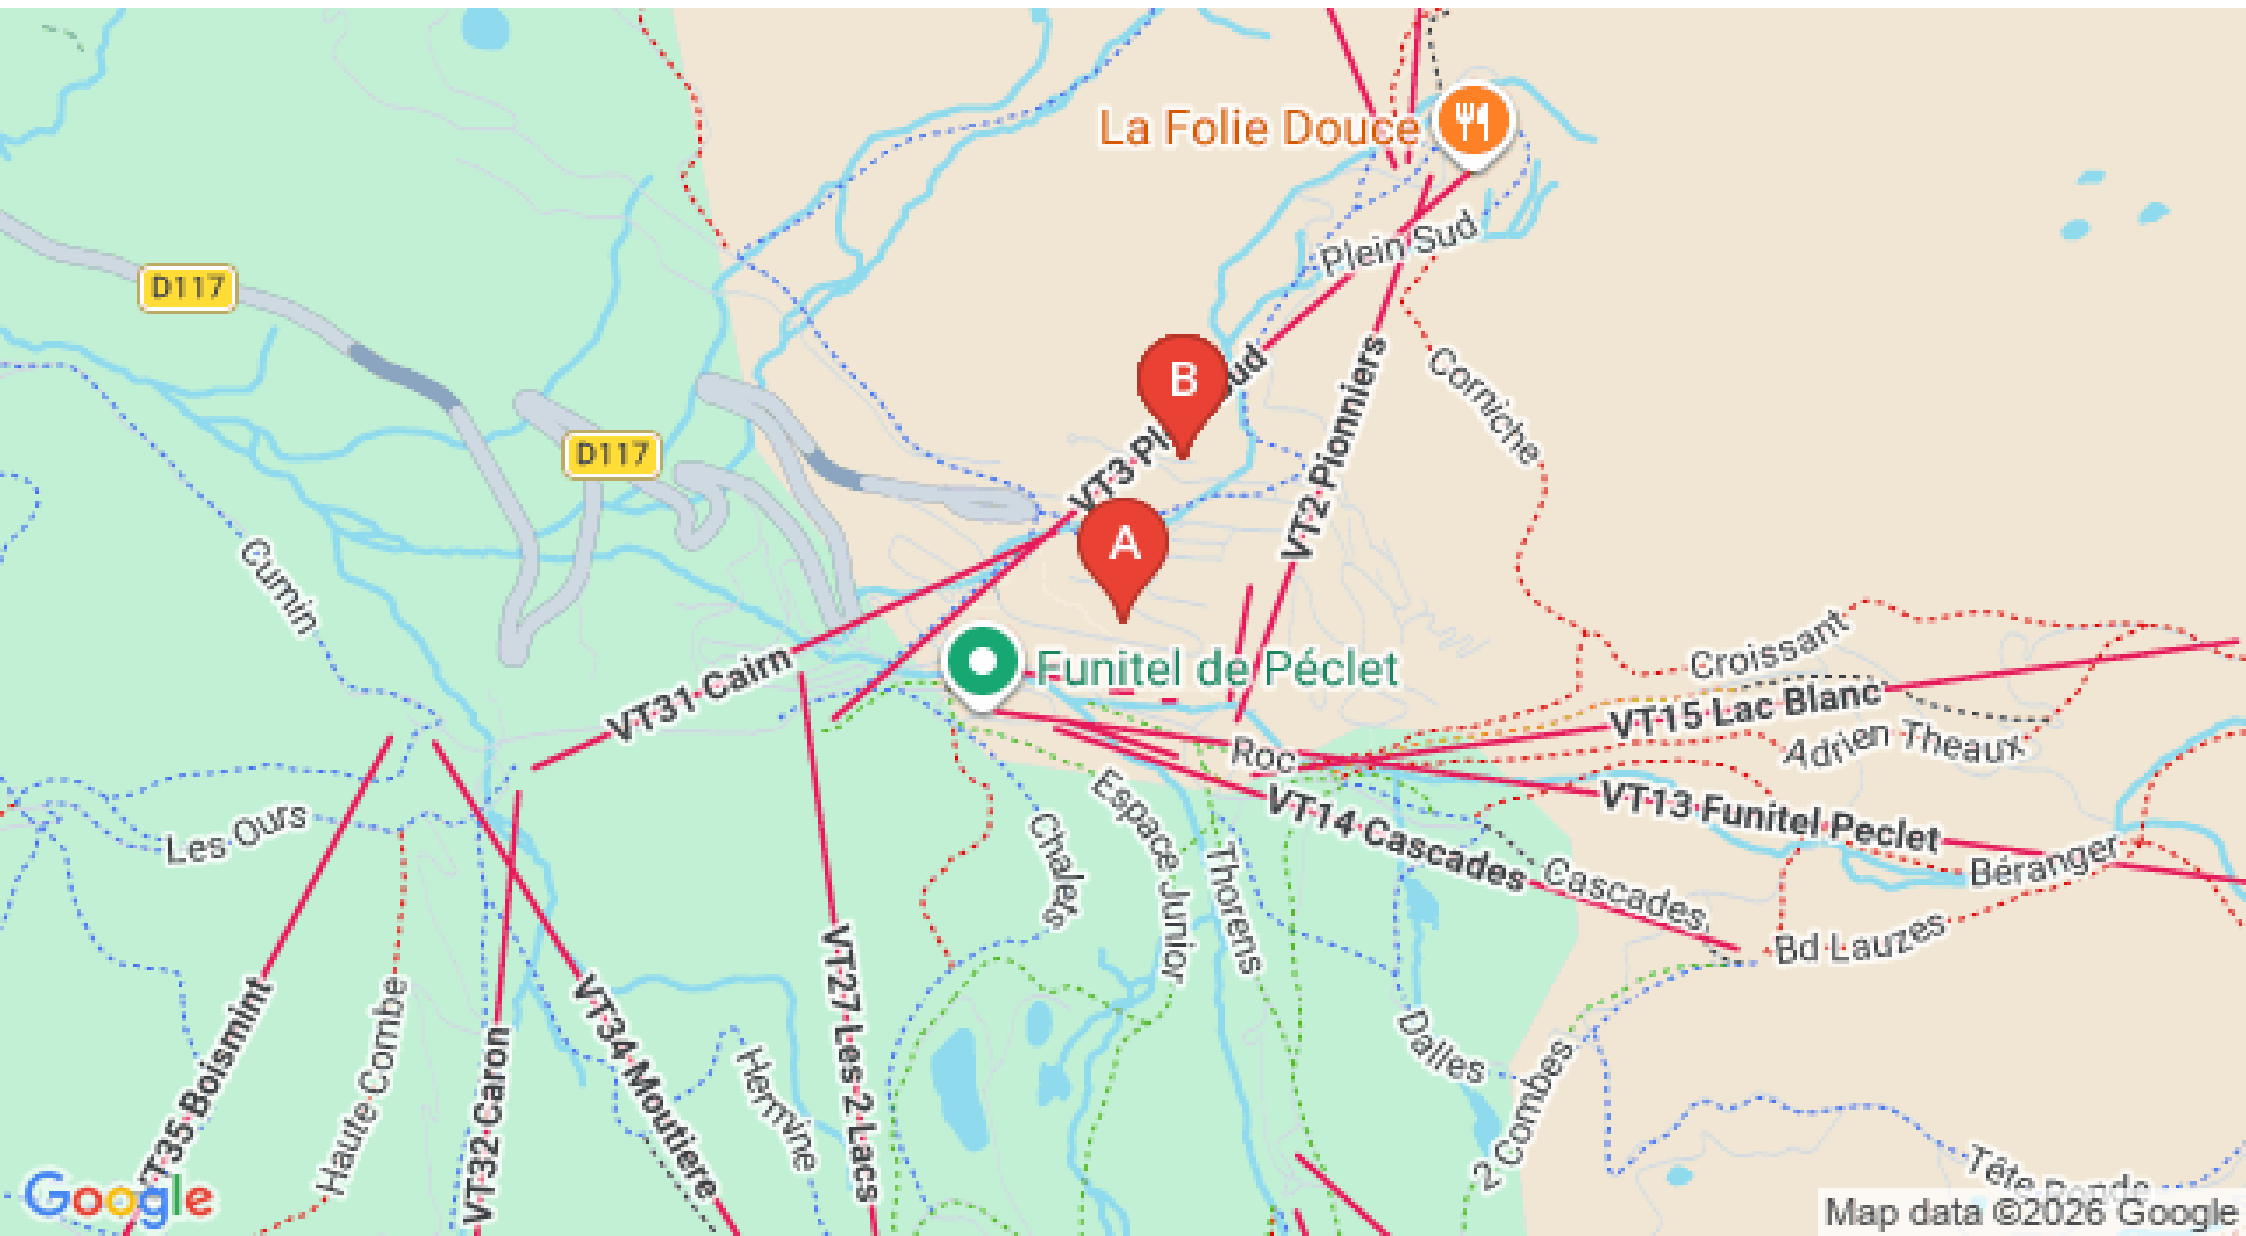 La Folie Douce
Plein Sud
D117
B
ud
VT3 Pl
Corniche
VT2 Pionniers
D117
A
Cumin
Funitel de Péclet
VT31 Cairn
Croissant
VT15 Lac Blanc
Adrien Theaux
Roc
VT13 Funitel Peclet
VT14 Cascades
Cascades
Béranger
Les Ours
Chalets
Espace Junior
Thorens
Bd Lauzes
VT35 Boismint
Haute Combe
VT32 Caron
VT34 Moutiere
Hermine
VT27 Les 2 Lacs
Dalles
2 Combes
Tête Ronde
Google
Map data ©2026 Google